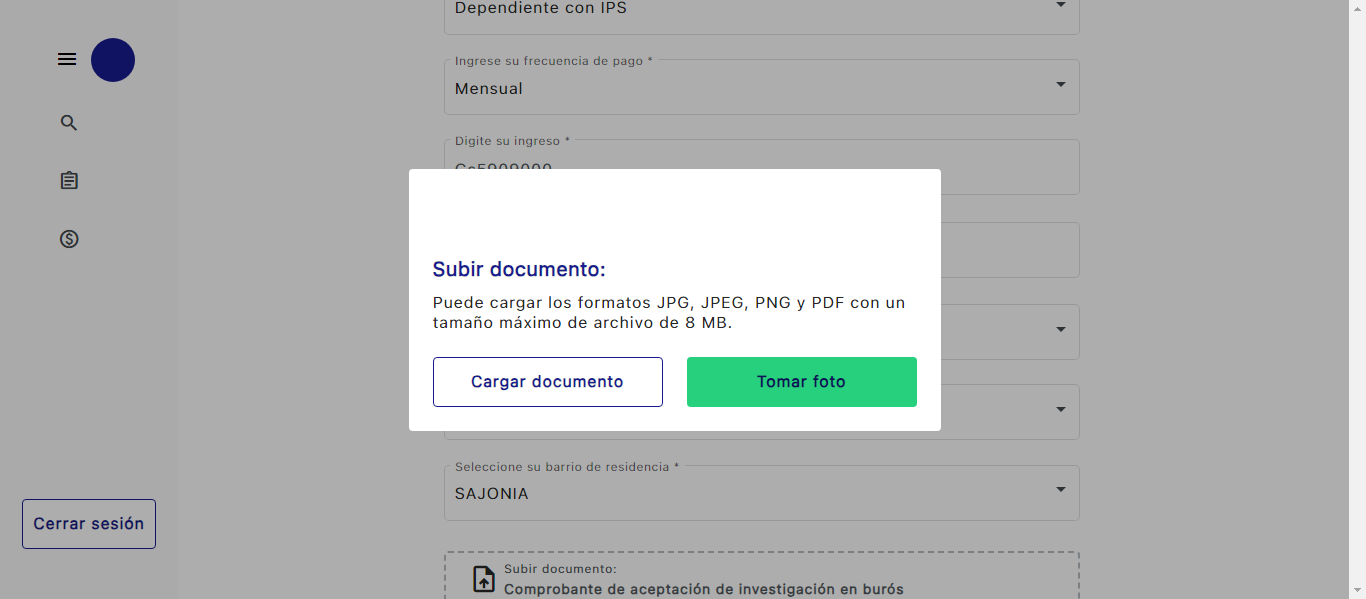 Dependiente con IPS
Ingrese su frecuencia de pago *
Mensual
Digite su ingreso *
Gs5909000
Subir documento:
Puede cargar los formatos JPG, JPEG, PNG y PDF con un
tamaño máximo de archivo de 8 MB.
Cargar documento
Tomar foto
Seleccione su barrio de residencia *
SAJONIA
Cerrar sesión
Subir documento:
Comprobante de aceptación de investigación en burós